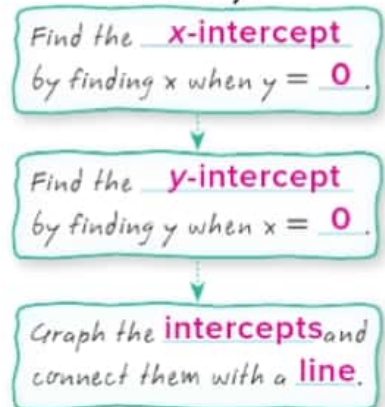 Find the x-intercept
by finding x when y = 0.
Find the y-intercept
by finding y when x = 0.
Graph the intercepts and
connect them with a line.